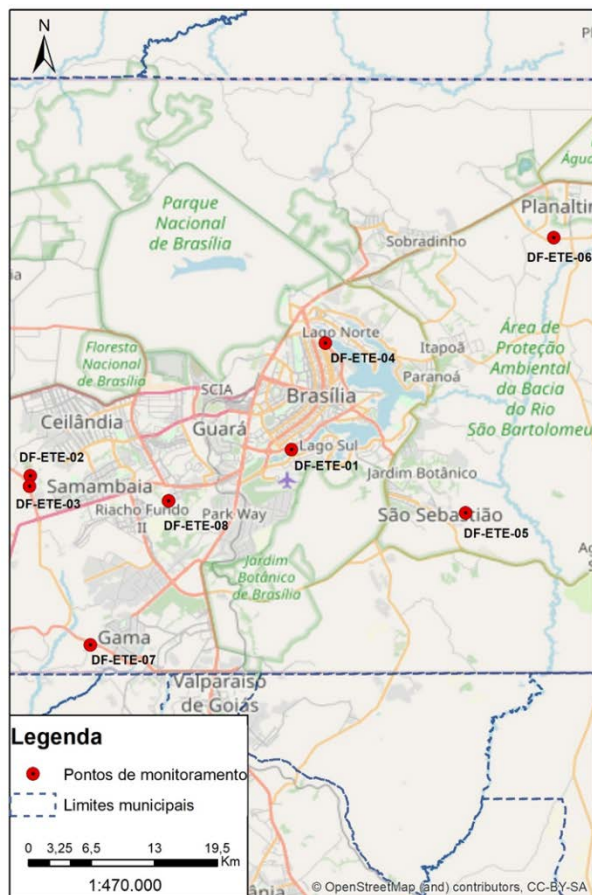 N
Parque
Nacional
de Brasília
Planaltin
Sobradinho
DF-ETE-06
Lago Norte
DF-ETE-04
Itapoã
Paranoá
Área de
Proteção
Ambiental
da Bacia
do Rio
São Bartolomeu
Floresta
Nacional
de Brasília
SCIA
Brasília
Ceilândia
Guará
Lago Sul
DF-ETE-01
DF-ETE-02
Samambaia
DF-ETE-03
Riacho Fundo
II
DF-ETE-08
Park Way
Jardim Botânico
São Sebastião
DF-ETE-05
Jardim
Botânico
de Brasília
Gama
DF-ETE-07
Valparaíso
de Goiás
Legenda
Pontos de monitoramento
Limites municipais
0 3,25 6,5 13 19,5
Km
1:470.000
© OpenStreetMap (and) contributors, CC-BY-SA